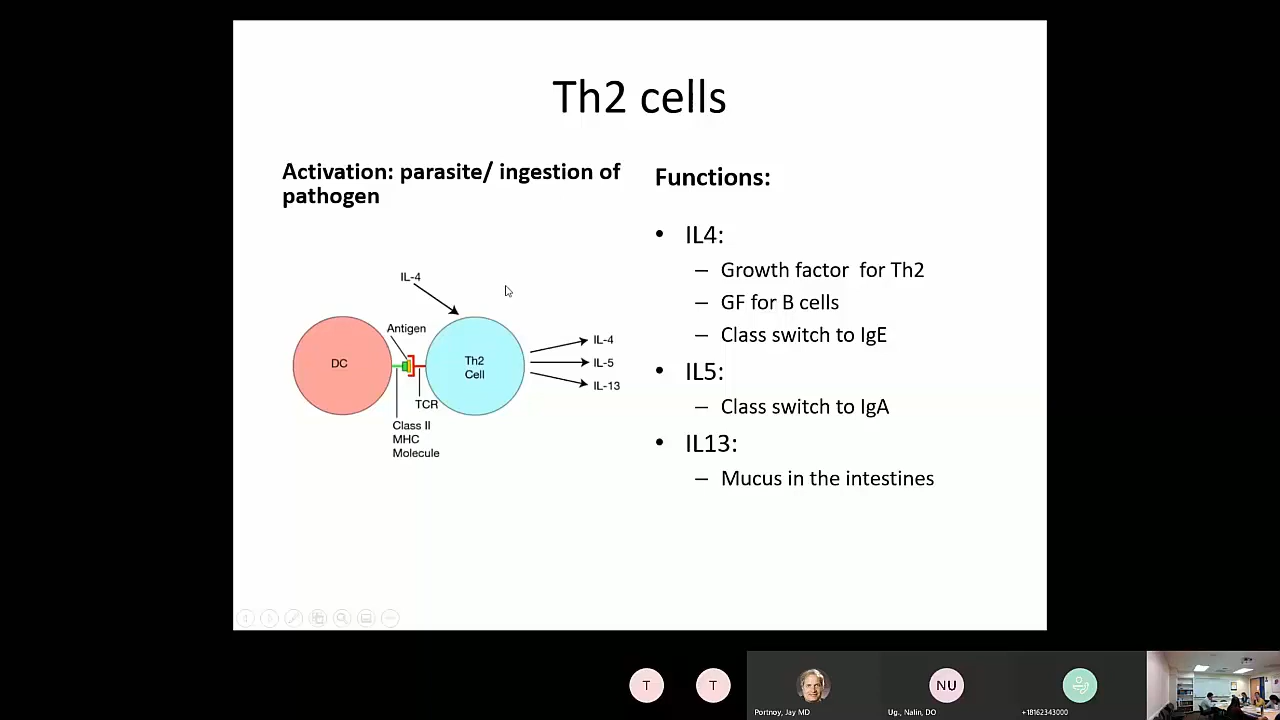 Th2 cells
Activation: parasite/ ingestion of
pathogen
IL-4
Antigen
DC
Th2
Cell
TCR
Class II
MHC
Molecule
IL-4
IL-5
IL-13
Functions:
• IL4:
– Growth factor  for Th2
– GF for B cells
– Class switch to IgE
• IL5:
– Class switch to IgA
• IL13:
– Mucus in the intestines
T
T
Portnoy, Jay MD
NU
Ug., Nalin, DO
+18162343000